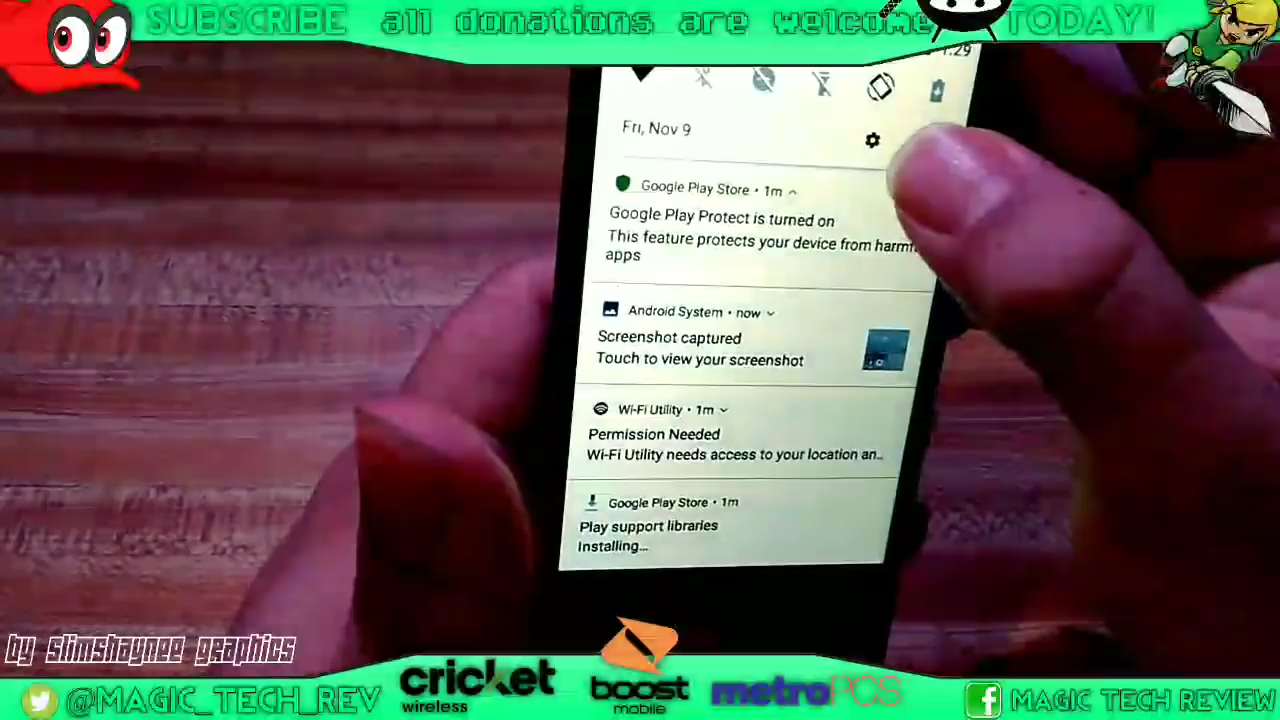 SUBSCRIBE all donations are welcome TODAY!
:29
Fri, Nov 9
Google Play Store • 1m
Google Play Protect is turned on
This feature protects your device from harmf
apps
Android System • now
Screenshot captured
Touch to view your screenshot
Wi-Fi Utility • 1m
Permission Needed
Wi-Fi Utility needs access to your location an..
Google Play Store • 1m
Play support libraries
Installing...
by slimshaynee graphics
@MAGIC_TECH_REV
cricket
wireless
boost
mobile
metroPCS
f MAGIC TECH REVIEW